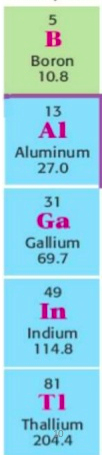 5
B
Boron
10.8
13
Al
Aluminum
27.0
31
Ga
Gallium
69.7
49
In
Indium
114.8
81
Tl
Thallium
204.4